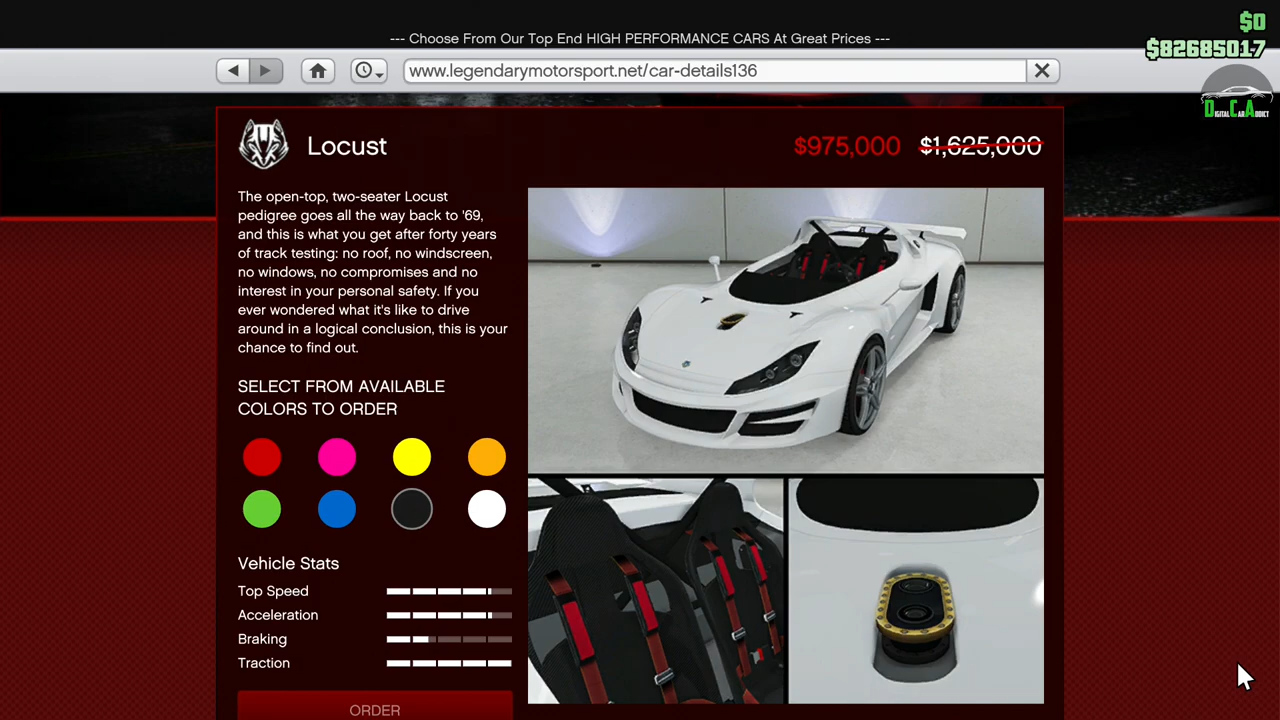 $0
--- Choose From Our Top End HIGH PERFORMANCE CARS At Great Prices ---
$82685017
www.legendarymotorsport.net/car-details136
DIGITAL CAR ADDICT
Locust
$975,000 $1,625,000
The open-top, two-seater Locust
pedigree goes all the way back to '69,
and this is what you get after forty years
of track testing: no roof, no windscreen,
no windows, no compromises and no
interest in your personal safety. If you
ever wondered what it's like to drive
around in a logical conclusion, this is your
chance to find out.
SELECT FROM AVAILABLE
COLORS TO ORDER
Vehicle Stats
Top Speed
Acceleration
Braking
Traction
ORDER